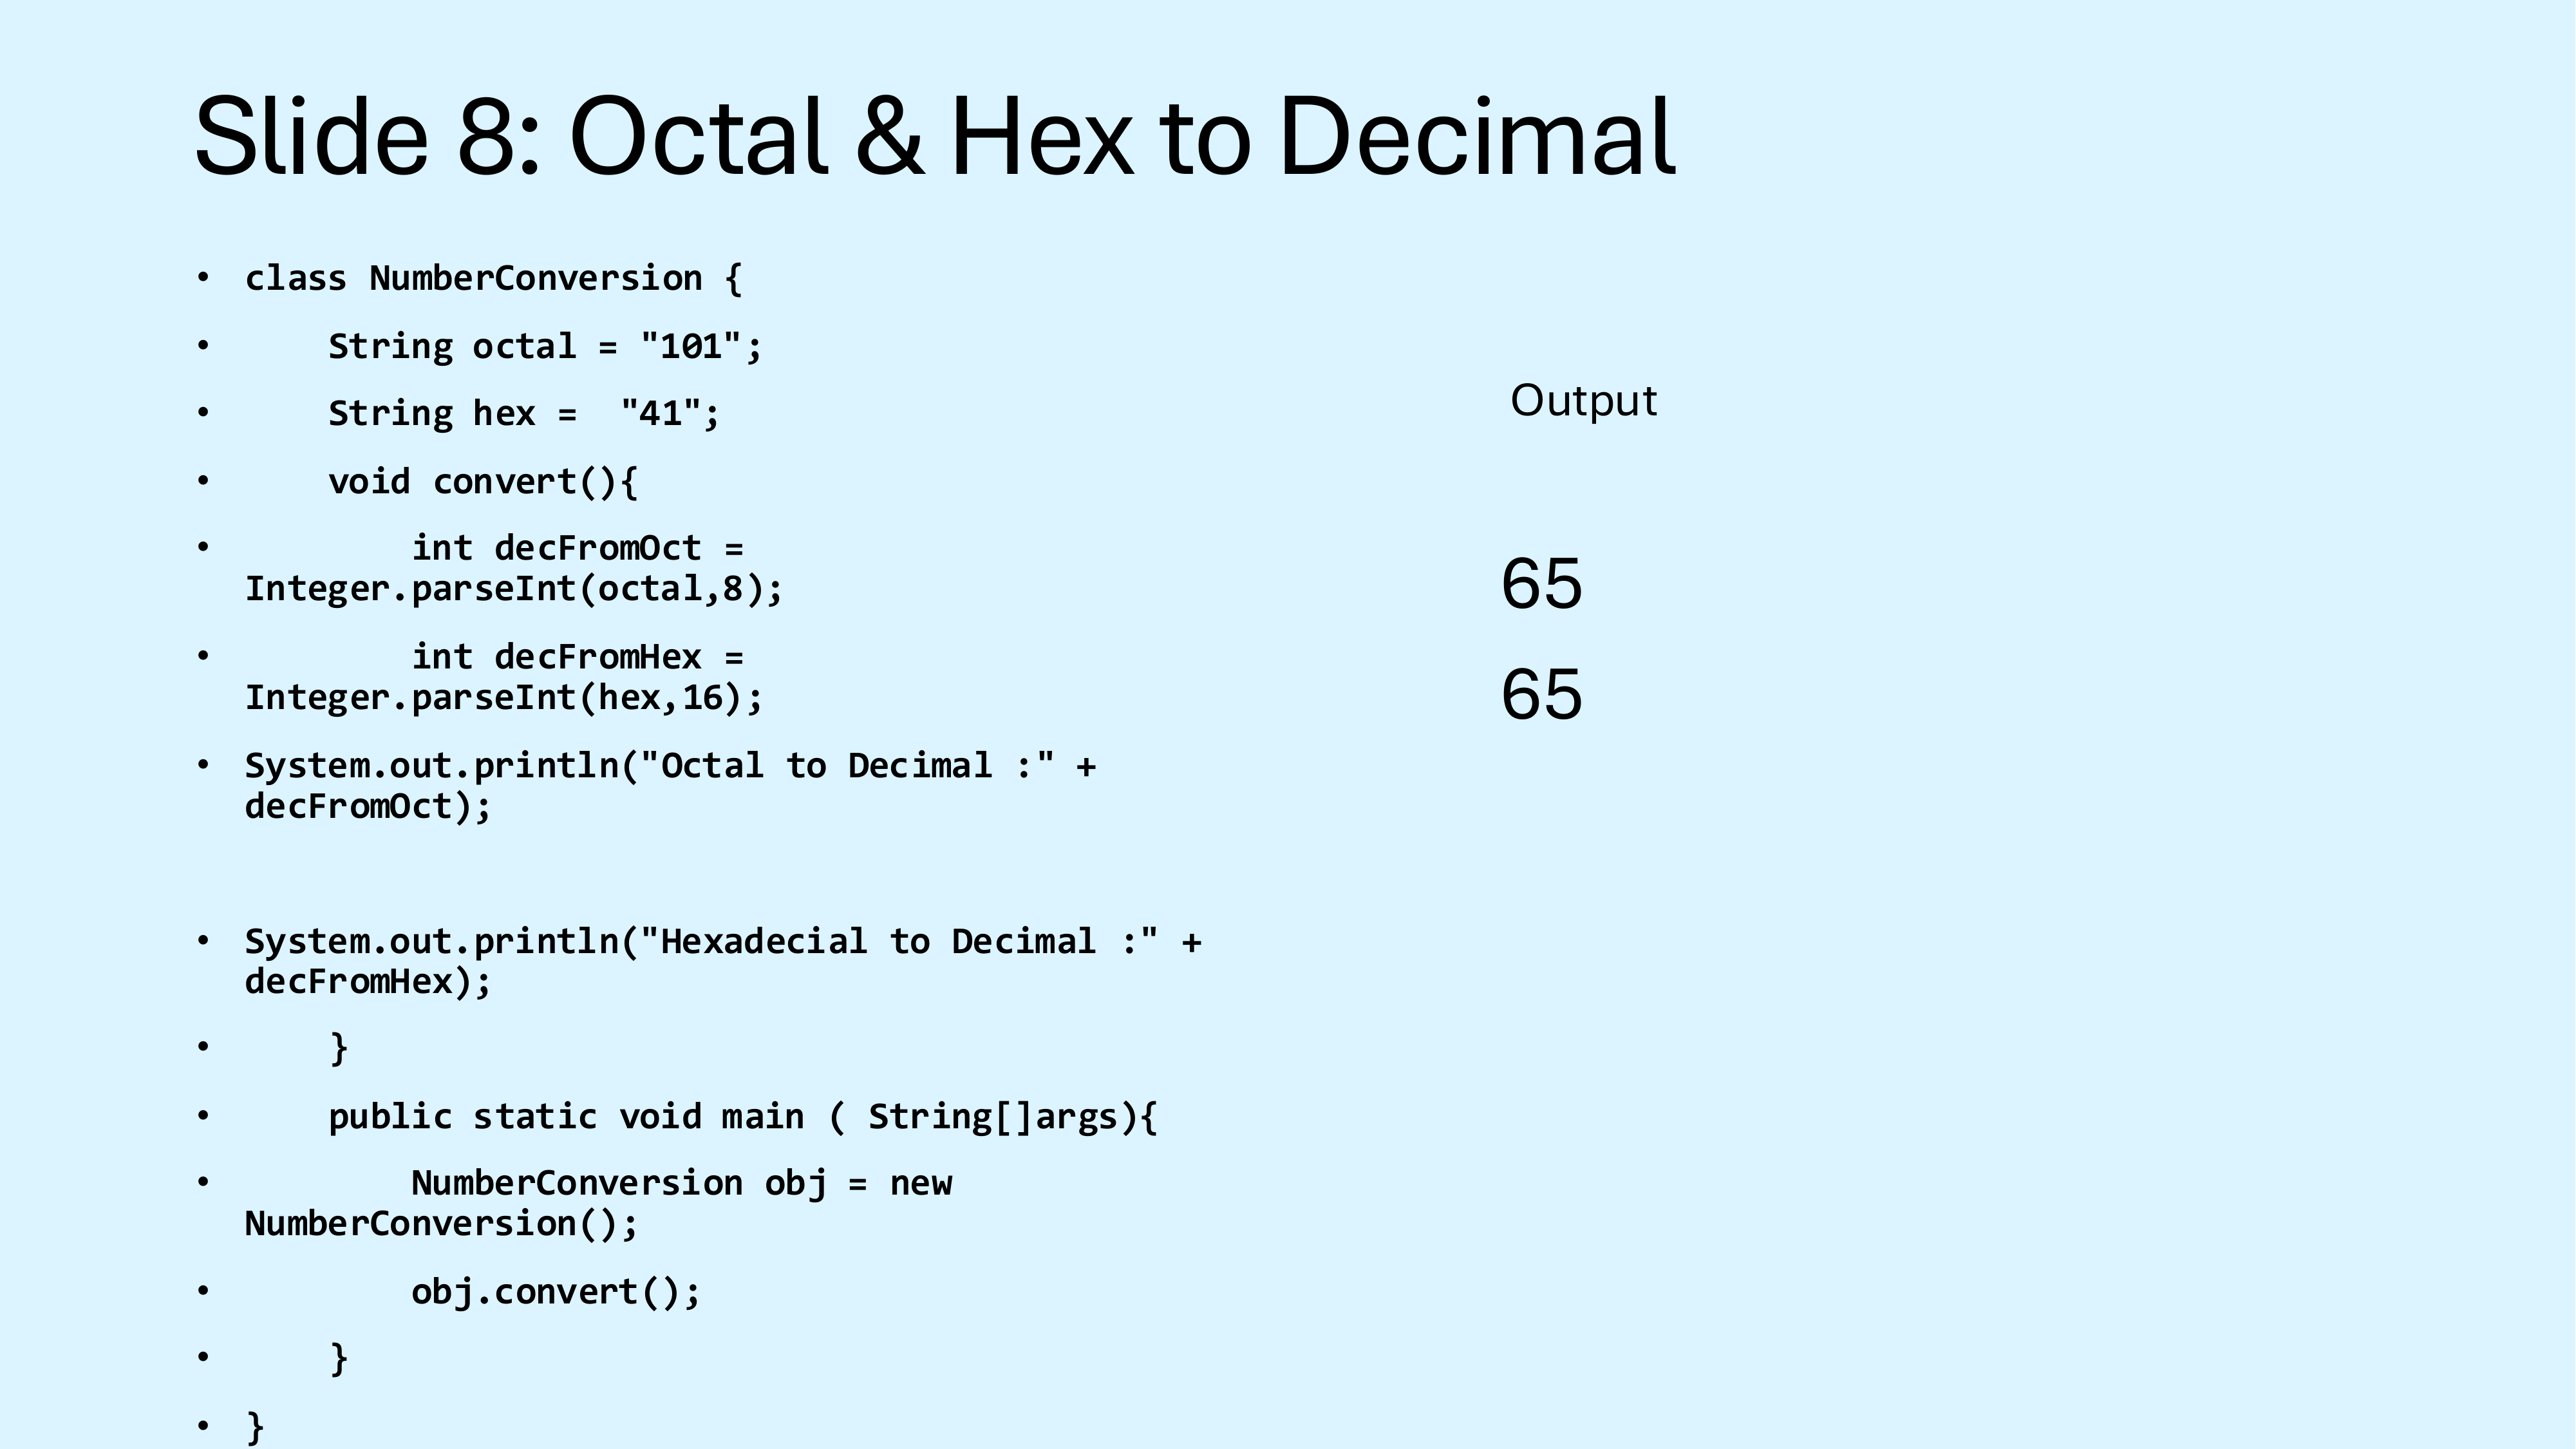 Slide 8: Octal & Hex to Decimal
• class NumberConversion {
•     String octal = "101";
•     String hex =  "41";
•     void convert(){
•         int decFromOct =
Integer.parseInt(octal,8);
•         int decFromHex =
Integer.parseInt(hex,16);
• System.out.println("Octal to Decimal :" +
decFromOct);
• System.out.println("Hexadecial to Decimal :" +
decFromHex);
•     }
•     public static void main ( String[]args){
•         NumberConversion obj = new
NumberConversion();
•         obj.convert();
•     }
• }
Output
65
65